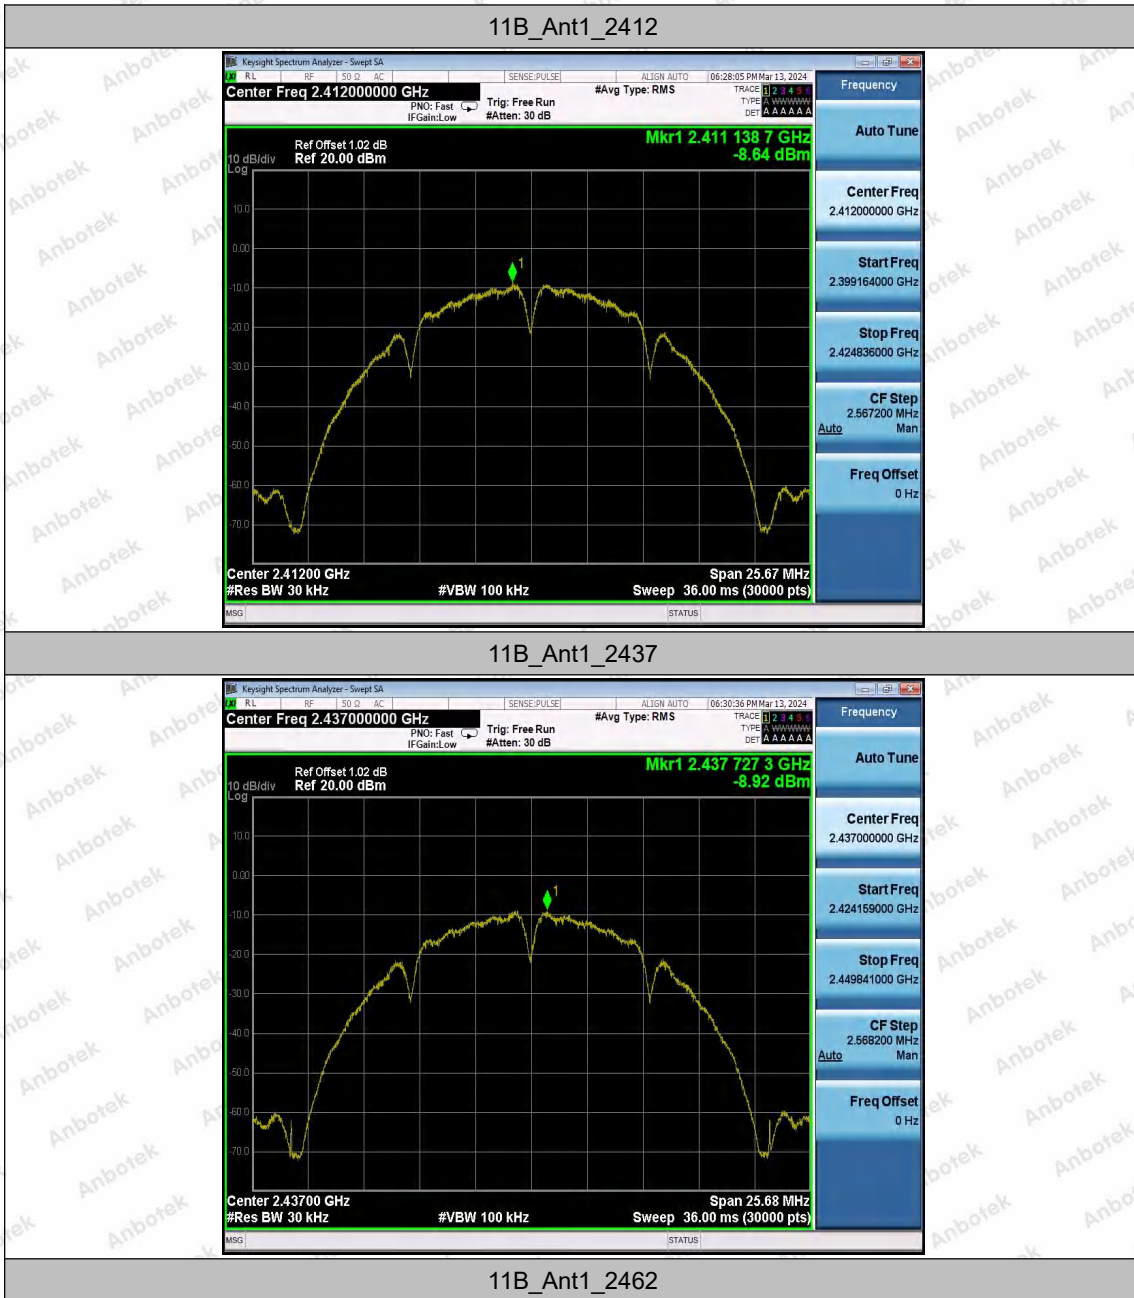 11B_Ant1_2412
Keysight Spectrum Analyzer - Swept SA
LXI RL RF 50 Ω AC SENSE:PULSE ALIGN AUTO 06:28:05 PM Mar 13, 2024
Center Freq 2.412000000 GHz
PNO: Fast
IFGain:Low
Trig: Free Run
#Atten: 30 dB
#Avg Type: RMS
TRACE 1 2 3 4 5 6
TYPE A WWWWW
DET A A A A A A
Mkr1 2.411 138 7 GHz
-8.64 dBm
Ref Offset 1.02 dB
10 dB/div Ref 20.00 dBm
Log
10.0
0.00
-10.0
-20.0
-30.0
-40.0
-50.0
-60.0
-70.0
1
Center 2.41200 GHz
Span 25.67 MHz
#Res BW 30 kHz
#VBW 100 kHz
Sweep 36.00 ms (30000 pts)
MSG
STATUS
Frequency
Auto Tune
Center Freq
2.412000000 GHz
Start Freq
2.399164000 GHz
Stop Freq
2.424836000 GHz
CF Step
2.567200 MHz
Auto Man
Freq Offset
0 Hz
11B_Ant1_2437
Keysight Spectrum Analyzer - Swept SA
LXI RL RF 50 Ω AC SENSE:PULSE ALIGN AUTO 06:30:36 PM Mar 13, 2024
Center Freq 2.437000000 GHz
PNO: Fast
IFGain:Low
Trig: Free Run
#Atten: 30 dB
#Avg Type: RMS
TRACE 1 2 3 4 5 6
TYPE A WWWWW
DET A A A A A A
Mkr1 2.437 727 3 GHz
-8.92 dBm
Ref Offset 1.02 dB
10 dB/div Ref 20.00 dBm
Log
10.0
0.00
-10.0
-20.0
-30.0
-40.0
-50.0
-60.0
-70.0
1
Center 2.43700 GHz
Span 25.68 MHz
#Res BW 30 kHz
#VBW 100 kHz
Sweep 36.00 ms (30000 pts)
MSG
STATUS
Frequency
Auto Tune
Center Freq
2.437000000 GHz
Start Freq
2.424159000 GHz
Stop Freq
2.449841000 GHz
CF Step
2.568200 MHz
Auto Man
Freq Offset
0 Hz
11B_Ant1_2462
Anbotek